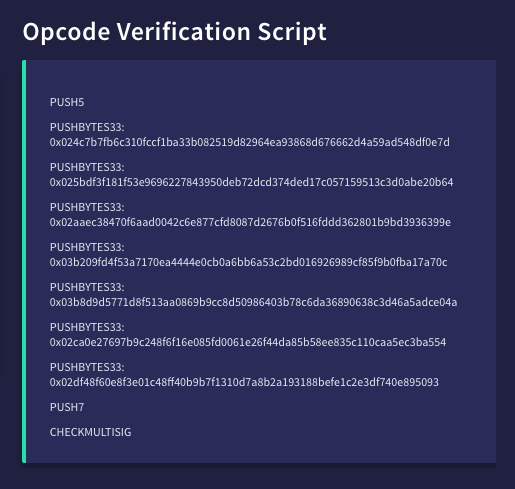 Opcode Verification Script
PUSH5
PUSHBYTES33:
0x024c7b7fb6c310fccf1ba33b082519d82964ea93868d676662d4a59ad548df0e7d
PUSHBYTES33:
0x025bdf3f181f53e9696227843950deb72dcd374ded17c057159513c3d0abe20b64
PUSHBYTES33:
0x02aaec38470f6aad0042c6e877cfd8087d2676b0f516fddd362801b9bd3936399e
PUSHBYTES33:
0x03b209fd4f53a7170ea4444e0cb0a6bb6a53c2bd016926989cf85f9b0fba17a70c
PUSHBYTES33:
0x03b8d9d5771d8f513aa0869b9cc8d50986403b78c6da36890638c3d46a5adce04a
PUSHBYTES33:
0x02ca0e27697b9c248f6f16e085fd0061e26f44da85b58ee835c110caa5ec3ba554
PUSHBYTES33:
0x02df48f60e8f3e01c48ff40b9b7f1310d7a8b2a193188befe1c2e3df740e895093
PUSH7
CHECKMULTISIG